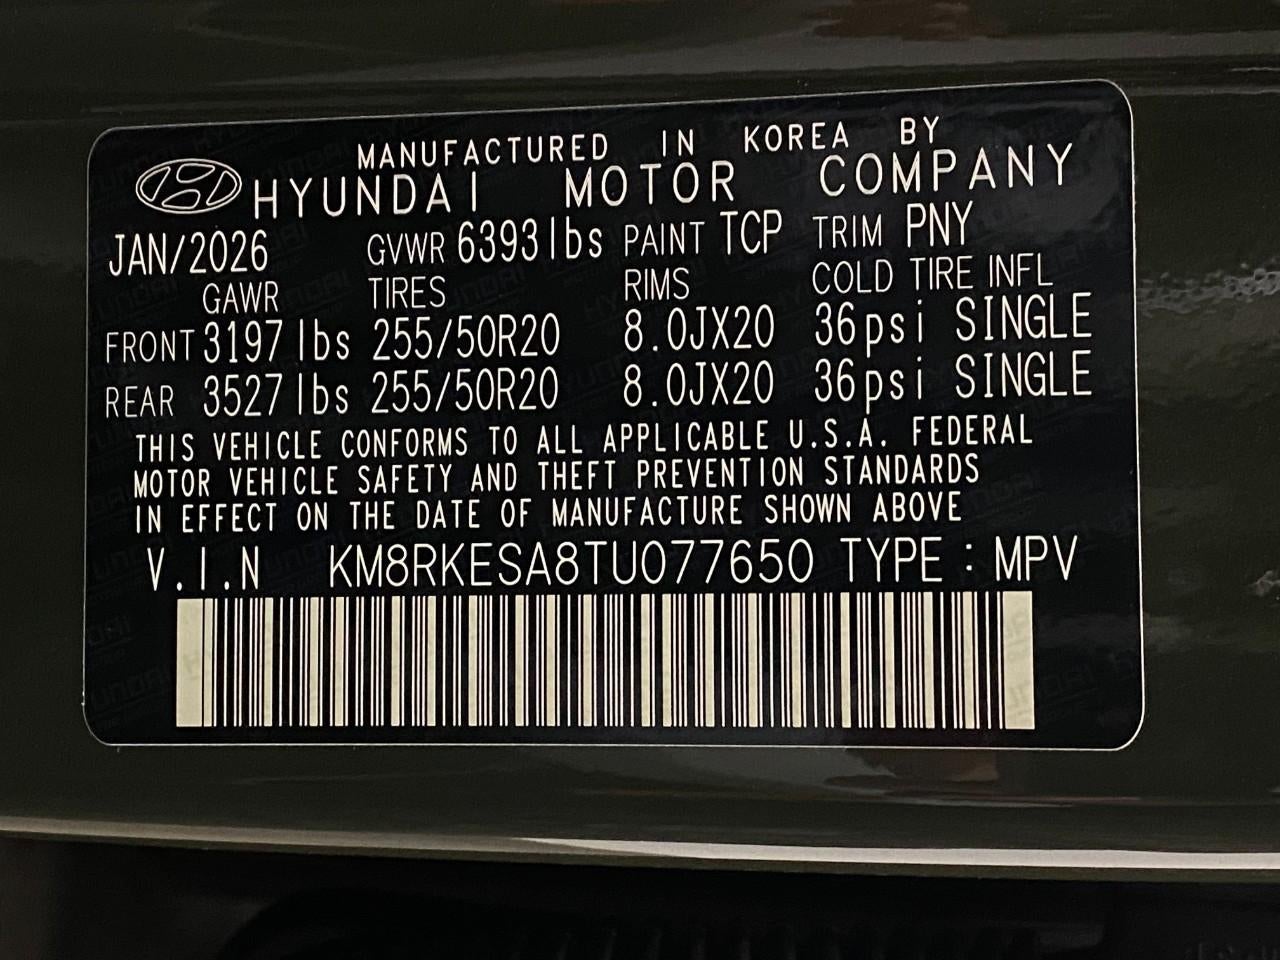 MANUFACTURED IN KOREA BY
HYUNDAI MOTOR COMPANY
JAN/2026 GVWR 6393lbs PAINT TCP TRIM PNY
GAWR TIRES RIMS COLD TIRE INFL
FRONT 3197lbs 255/50R20 8.0JX20 36psi SINGLE
REAR 3527lbs 255/50R20 8.0JX20 36psi SINGLE
THIS VEHICLE CONFORMS TO ALL APPLICABLE U.S.A. FEDERAL
MOTOR VEHICLE SAFETY AND THEFT PREVENTION STANDARDS
IN EFFECT ON THE DATE OF MANUFACTURE SHOWN ABOVE
V.I.N KM8RKESA8TU077650 TYPE : MPV